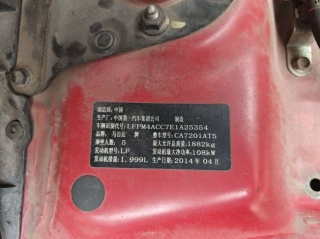 制造国：中国
生产厂：中国第一汽车集团公司 制造
车辆识别代号：LFPM4ACC7E1A25354
品牌：马自达 牌 整车型号：CA7201AT5
乘坐人数：5 最大允许总质量：1882kg
发动机型号：LF 发动机最大净功率：108kW
发动机排量：1.999L 生产日期：2014年04月